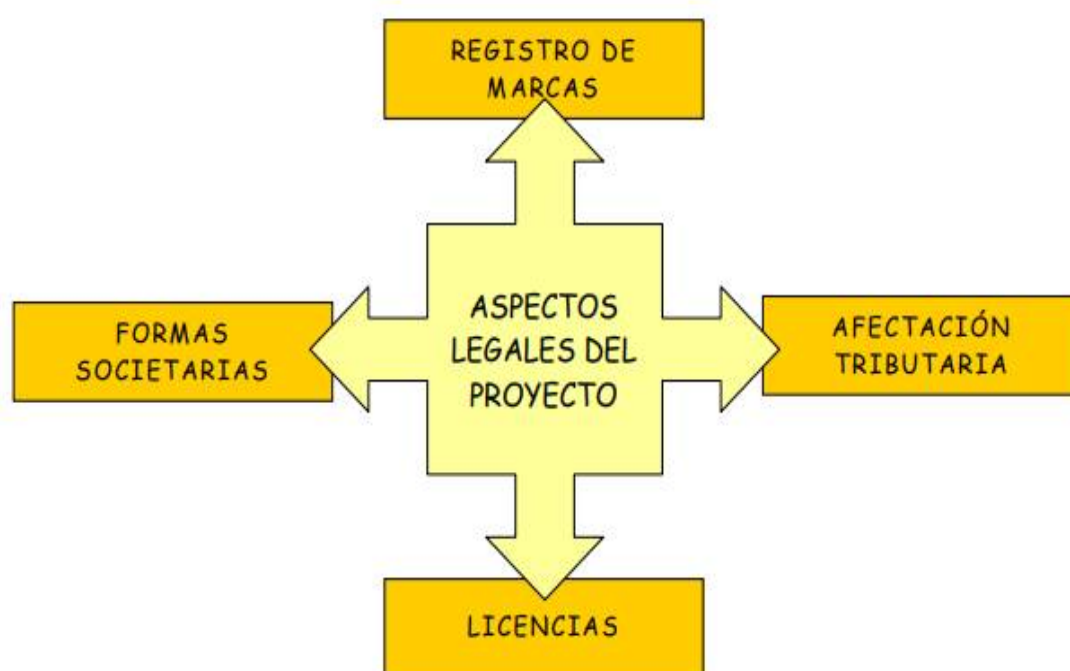 REGISTRO DE
MARCAS
FORMAS
SOCIETARIAS
ASPECTOS
LEGALES DEL
PROYECTO
AFECTACIÓN
TRIBUTARIA
LICENCIAS